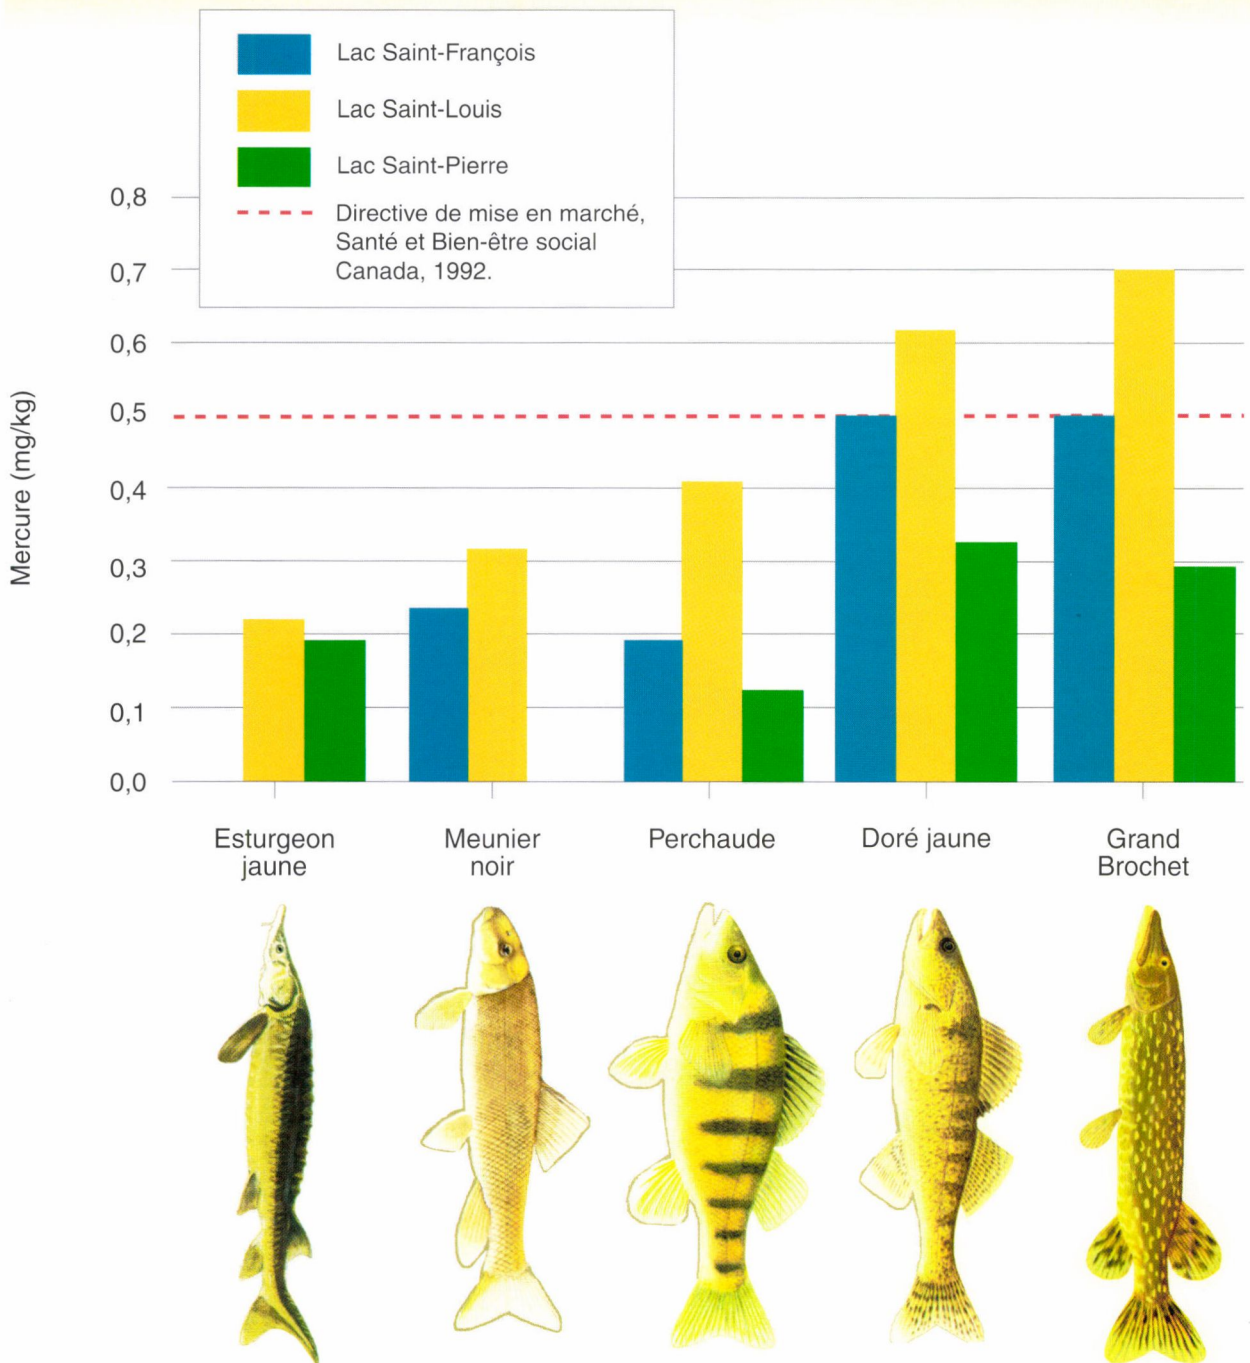 Lac Saint-François
Lac Saint-Louis
Lac Saint-Pierre
Directive de mise en marché,
Santé et Bien-être social
Canada, 1992.
Mercure (mg/kg)
0,8
0,7
0,6
0,5
0,4
0,3
0,2
0,1
0,0
Esturgeon
jaune
Meunier
noir
Perchaude
Doré jaune
Grand
Brochet